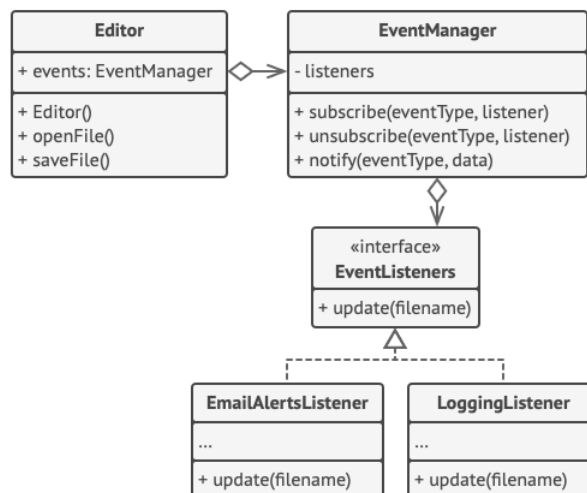 Editor
+ events: EventManager
+ Editor()
+ openFile()
+ saveFile()
EventManager
- listeners
+ subscribe(eventType, listener)
+ unsubscribe(eventType, listener)
+ notify(eventType, data)
«interface»
EventListeners
+ update(filename)
EmailAlertsListener
...
+ update(filename)
LoggingListener
...
+ update(filename)